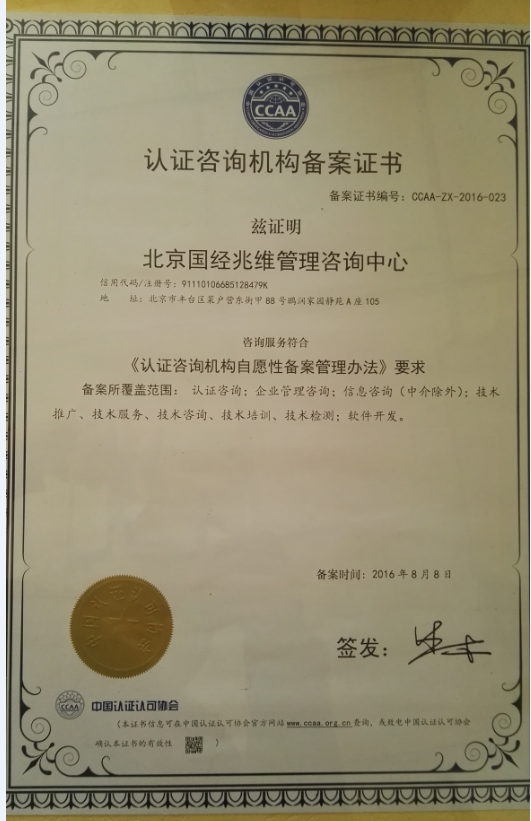 CCAA
认证咨询机构备案证书
备案证书编号：CCAA-ZX-2016-023
兹证明
北京国经兆维管理咨询中心
信用代码/注册号：91110106685128479K
地 址：北京市丰台区菜户营东街甲88号鹏润家园静苑A座105
咨询服务符合
《认证咨询机构自愿性备案管理办法》要求
备案所覆盖范围： 认证咨询；企业管理咨询；信息咨询（中介除外）；技术
推广、技术服务、技术咨询、技术培训、技术检测；软件开发。
备案时间：2016年8月8日
签发：
CCAA 中国认证认可协会
（本证书信息可在中国认证认可协会官方网站www.ccaa.org.cn查询，或致电中国认证认可协会
确认本证书的有效性 ）